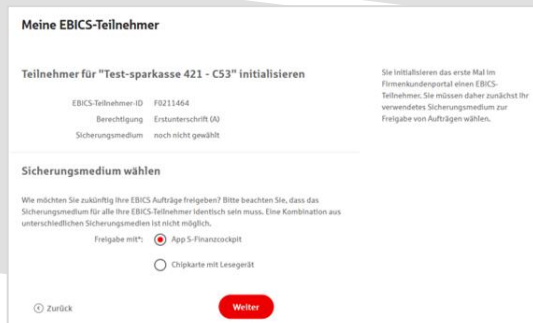 Meine EBICS-Teilnehmer
Teilnehmer für "Test-sparkasse 421 - C53" initialisieren
EBICS-Teilnehmer-ID F0211464
Berechtigung Erstunterschrift (A)
Sicherungsmedium noch nicht gewählt
Sie initialisieren das erste Mal im
Firmenkundenportal einen EBICS-
Teilnehmer. Sie müssen daher zunächst Ihr
verwendetes Sicherungsmedium zur
Freigabe von Aufträgen wählen.
Sicherungsmedium wählen
Wie möchten Sie zukünftig Ihre EBICS Aufträge freigeben? Bitte beachten Sie, dass das
Sicherungsmedium für alle Ihre EBICS-Teilnehmer identisch sein muss. Eine Kombination aus
unterschiedlichen Sicherungsmedien ist nicht möglich.
Freigabe mit*: App S-Finanzcockpit
Chipkarte mit Lesegerät
Zurück
Weiter